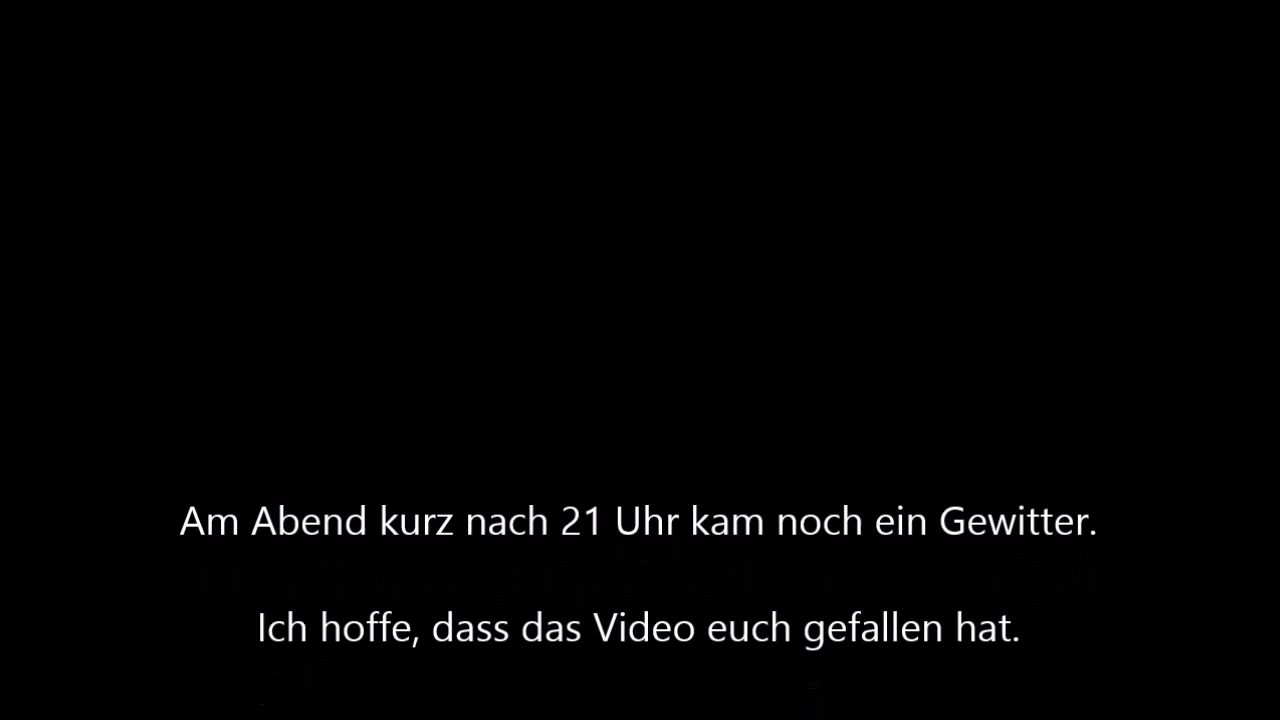 Am Abend kurz nach 21 Uhr kam noch ein Gewitter.
Ich hoffe, dass das Video euch gefallen hat.